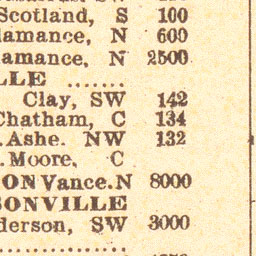 Scotland, S 100
lamance, N 600
amance, N 2500
LLE ........
Clay, SW 142
Chatham, C 134
Ashe. NW 132
Moore, C
ON Vance. N 8000
ONVILLE
derson, SW 3000